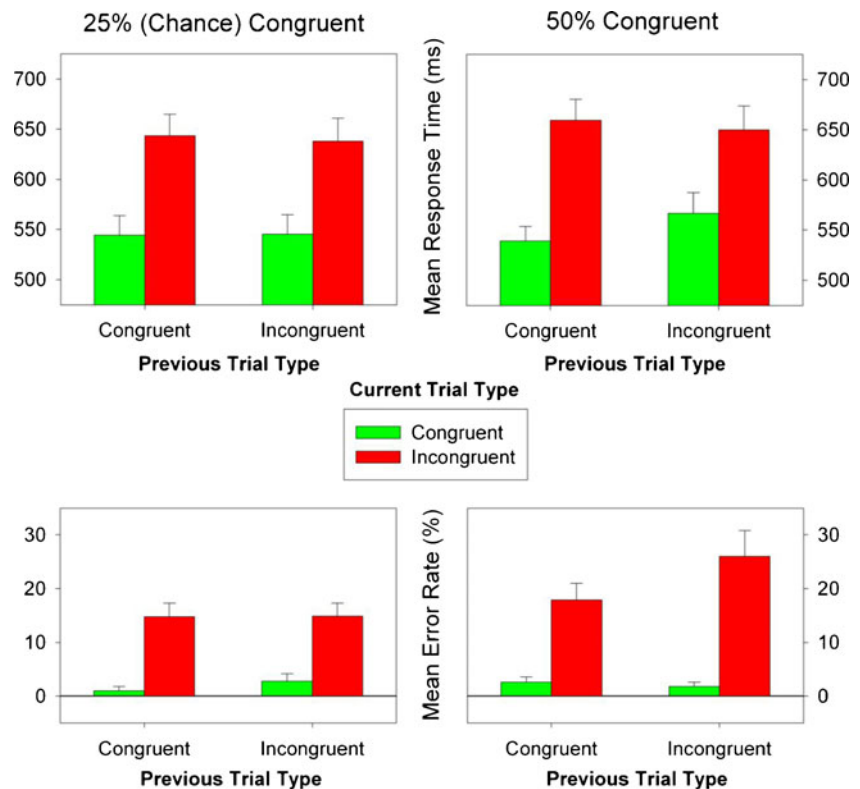 25% (Chance) Congruent
50% Congruent
700
650
600
550
500
Mean Response Time (ms)
700
650
600
550
500
Congruent Incongruent
Previous Trial Type
Congruent Incongruent
Previous Trial Type
Current Trial Type
Congruent
Incongruent
30
20
10
0
Mean Error Rate (%)
30
20
10
0
Congruent Incongruent
Previous Trial Type
Congruent Incongruent
Previous Trial Type